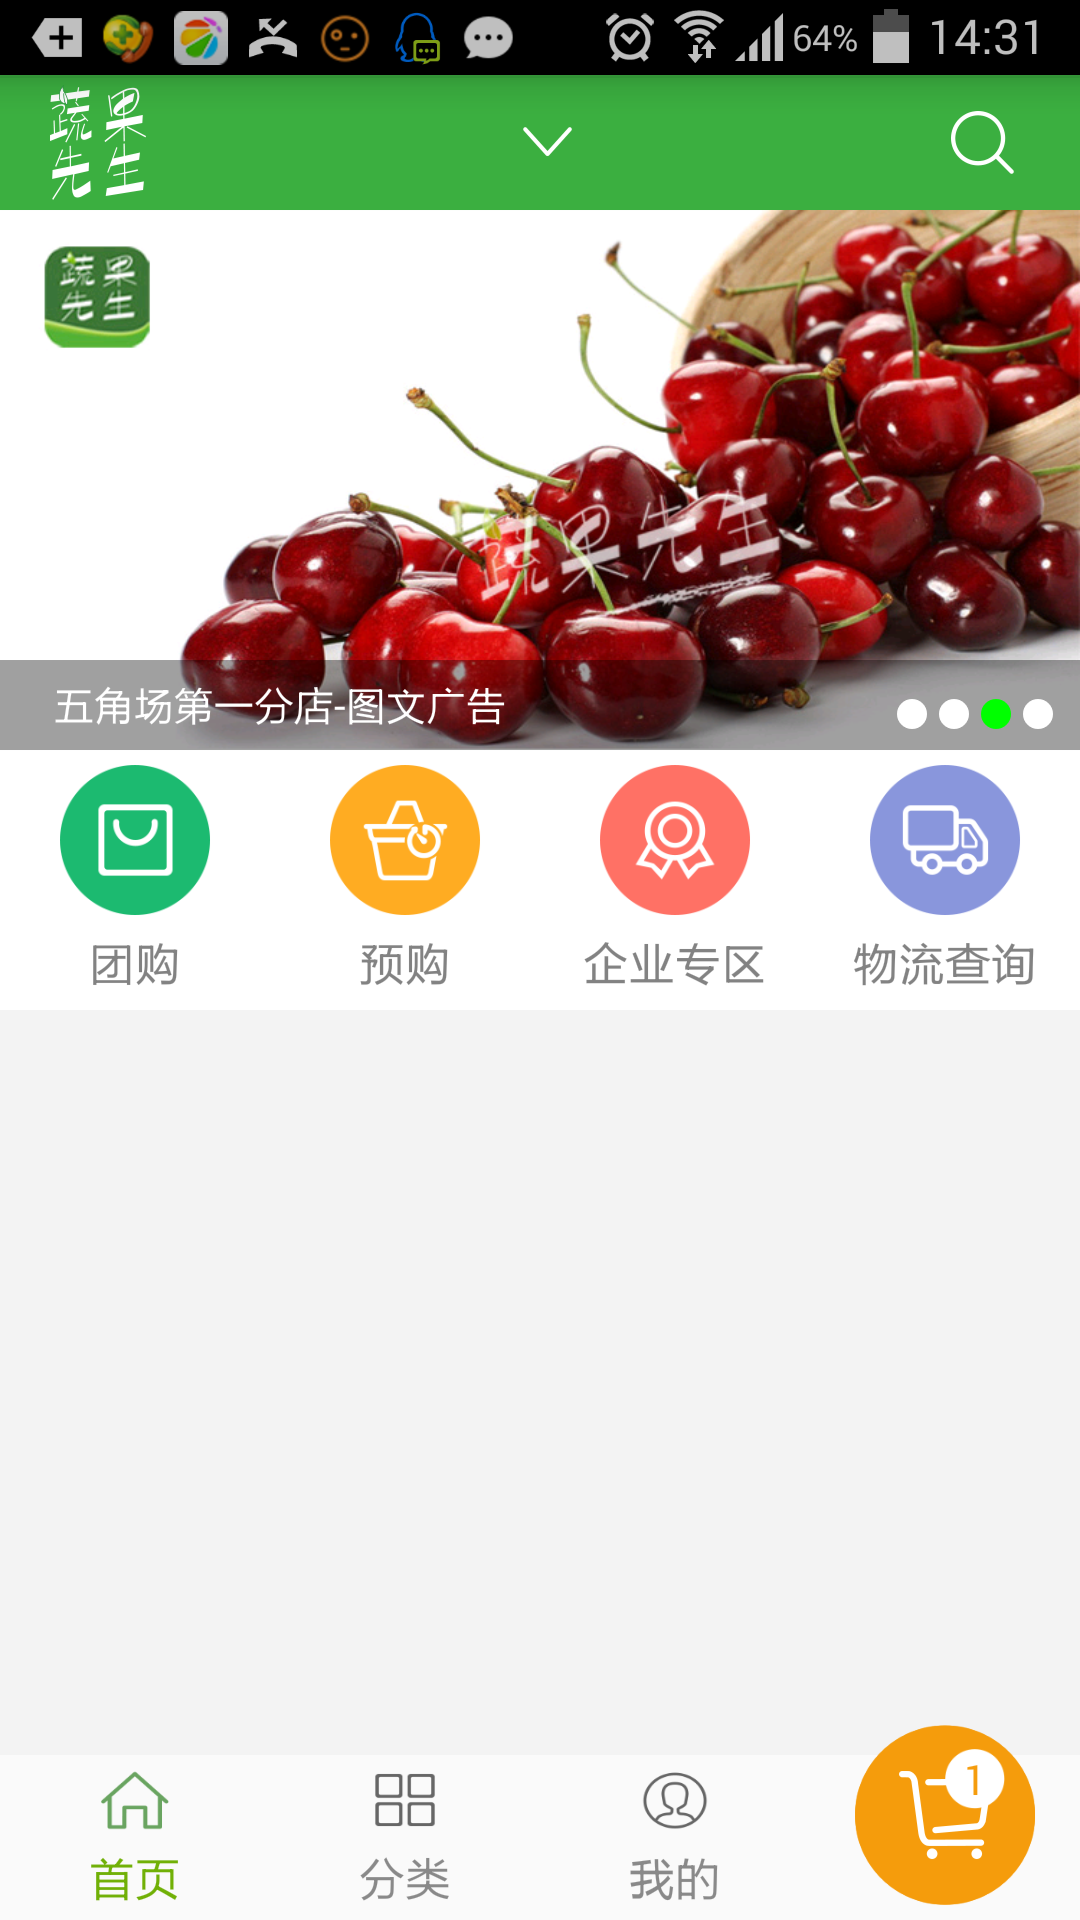 64% 14:31
蔬果
先生
蔬果
先生
蔬果先生
五角场第一分店-图文广告
团购 预购 企业专区 物流查询
1
首页 分类 我的